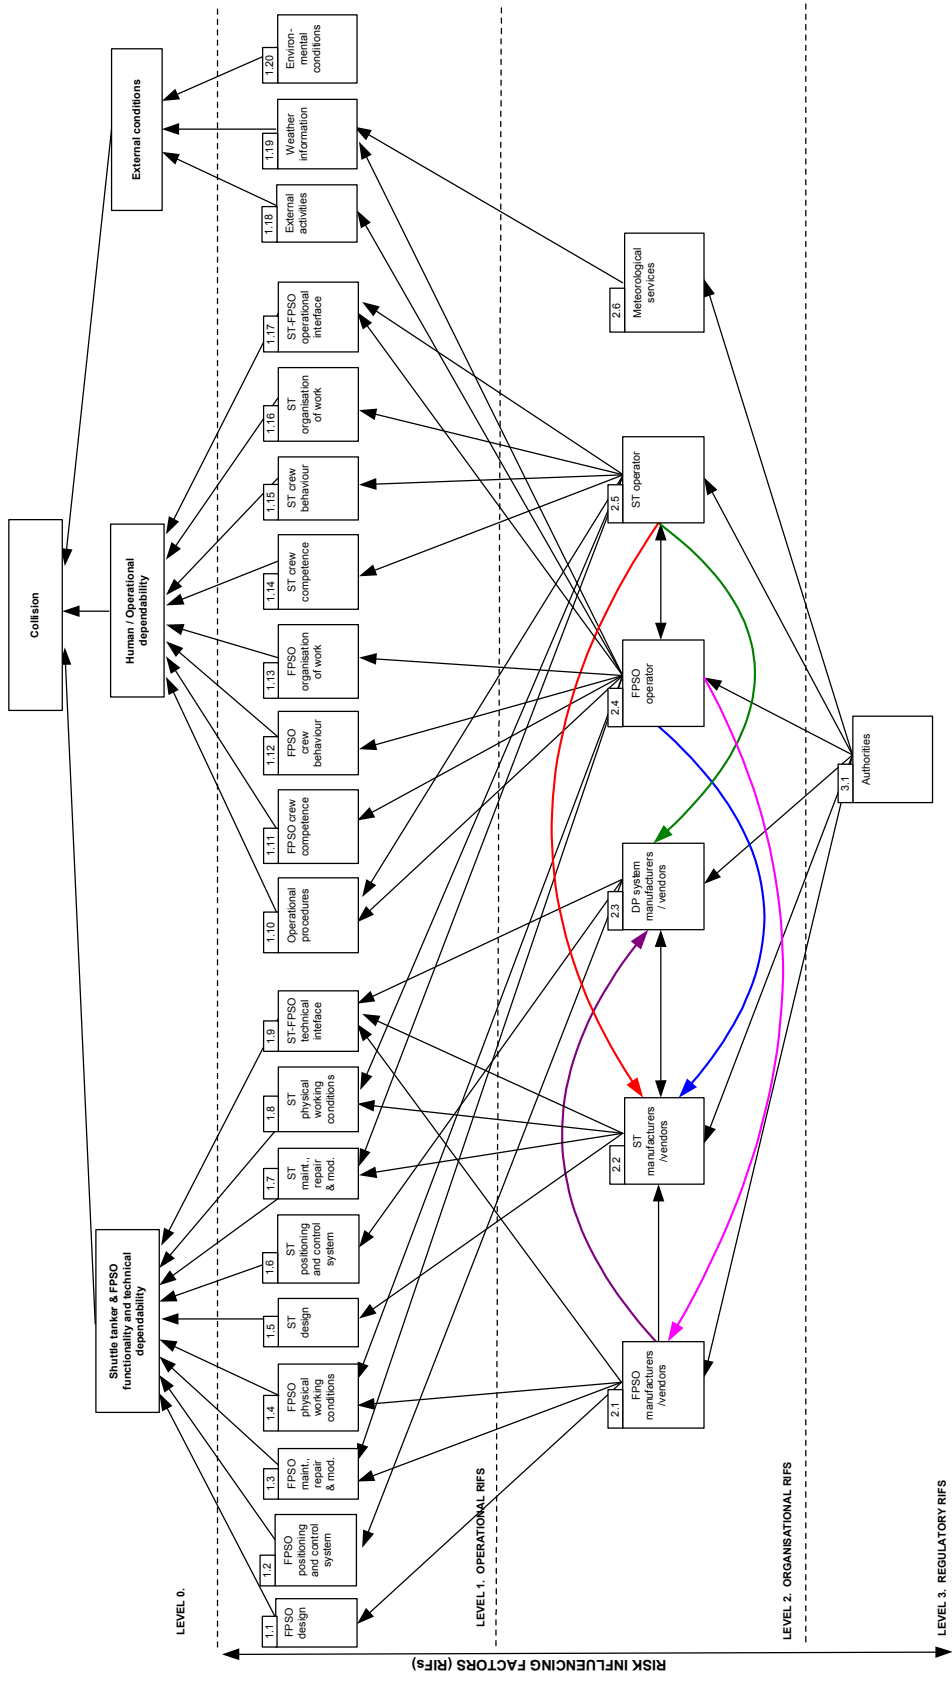 Collision
Shuttle tanker & FPSO
functionality and technical
dependability
Human / Operational
dependability
External conditions
LEVEL 0.
1.1
FPSO
design
1.2
FPSO
positioning
and control
system
1.3
FPSO
maint.,
repair
& mod.
1.4
FPSO
physical
working
conditions
1.5
ST
design
1.6
ST
positioning
and control
system
1.7
ST
maint.,
repair
& mod.
1.8
ST
physical
working
conditions
1.9
ST-FPSO
technical
inteface
1.10
Operational
procedures
1.11
FPSO crew
competence
1.12
FPSO
crew
behaviour
1.13
FPSO
organisation
of work
1.14
ST crew
competence
1.15
ST crew
behaviour
1.16
ST
organisation
of work
1.17
ST-FPSO
operational
interface
1.18
External
activities
1.19
Weather
information
1.20
Environ-
mental
conditions
LEVEL 1. OPERATIONAL RIFS
2.1
FPSO
manufacturers
/vendors
2.2
ST
manufacturers
/vendors
2.3
DP system
manufacturers
/ vendors
2.4
FPSO
operator
2.5
ST operator
2.6
Meteorological
services
LEVEL 2. ORGANISATIONAL RIFS
3.1
Authorities
LEVEL 3. REGULATORY RIFS
RISK INFLUENCING FACTORS (RIFs)